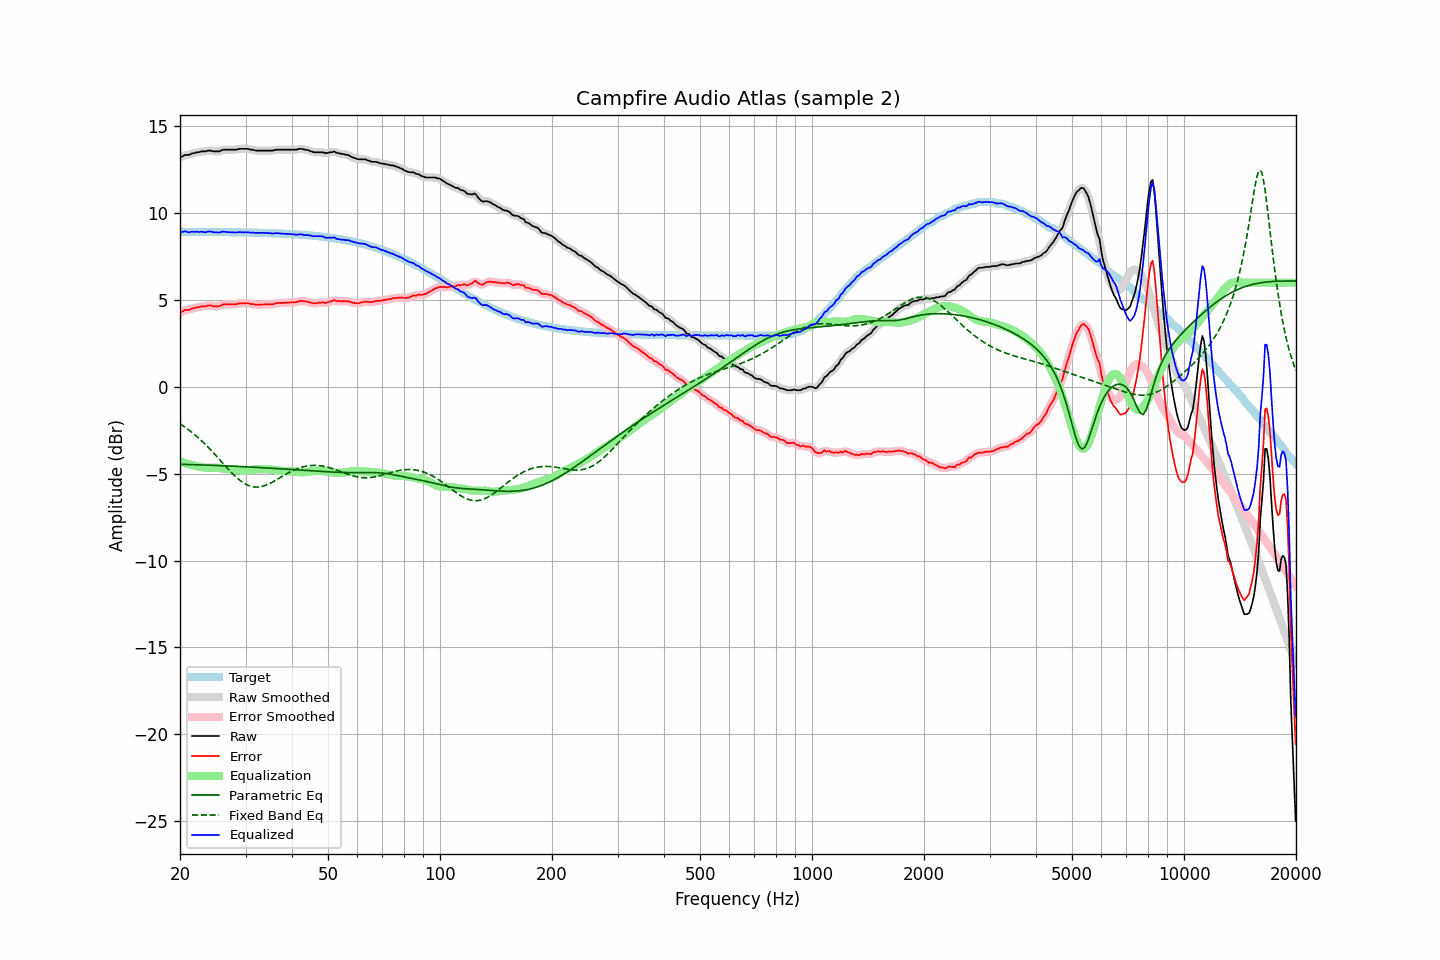 Campfire Audio Atlas (sample 2)
15
10
5
0
−5
−10
−15
−20
−25
Amplitude (dBr)
Target
Raw Smoothed
Error Smoothed
Raw
Error
Equalization
Parametric Eq
Fixed Band Eq
Equalized
20 50 100 200 500 1000 2000 5000 10000 20000
Frequency (Hz)